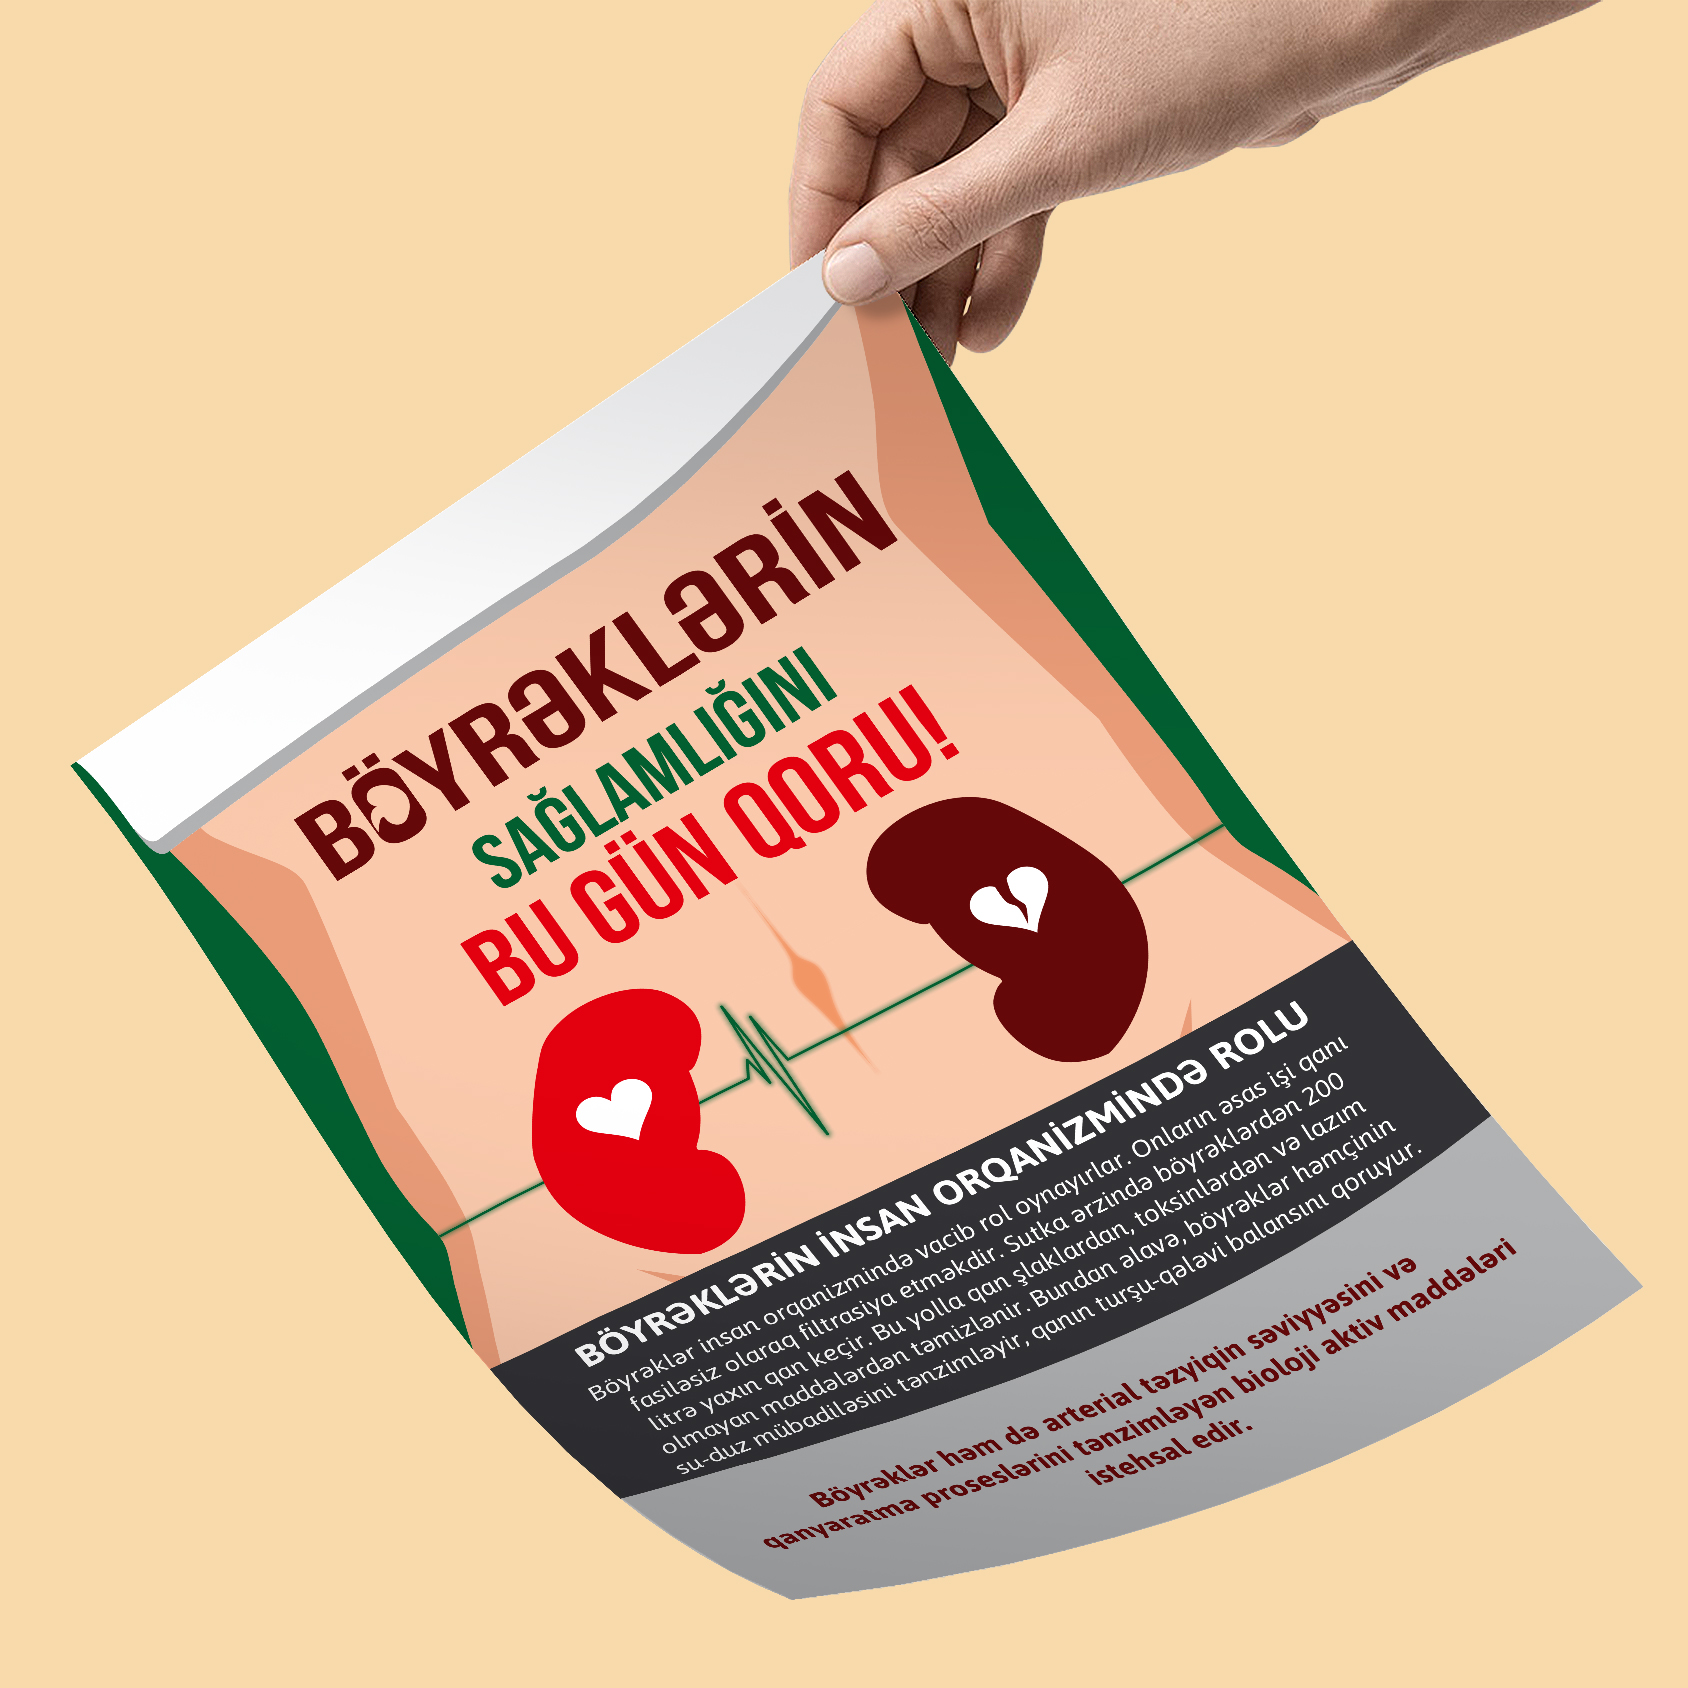 BÖYRƏKLƏRİN
SAĞLAMLIĞINI
BU GÜN QORU!
BÖYRƏKLƏRİN İNSAN ORQANİZMİNDƏ ROLU
Böyrəklər insan orqanizmində vacib rol oynayırlar. Onların əsas işi qanı
fasiləsiz olaraq filtrasiya etməkdir. Sutka ərzində böyrəklərdən 200
litrə yaxın qan keçir. Bu yolla qan şlaklardan, toksinlərdən və lazım
olmayan maddələrdən təmizlənir. Bundan əlavə, böyrəklər həmçinin
su-duz mübadiləsini tənzimləyir, qanın turşu-qələvi balansını qoruyur.
Böyrəklər həm də arterial təzyiqin səviyyəsini və
qanyaratma proseslərini tənzimləyən bioloji aktiv maddələri
istehsal edir.